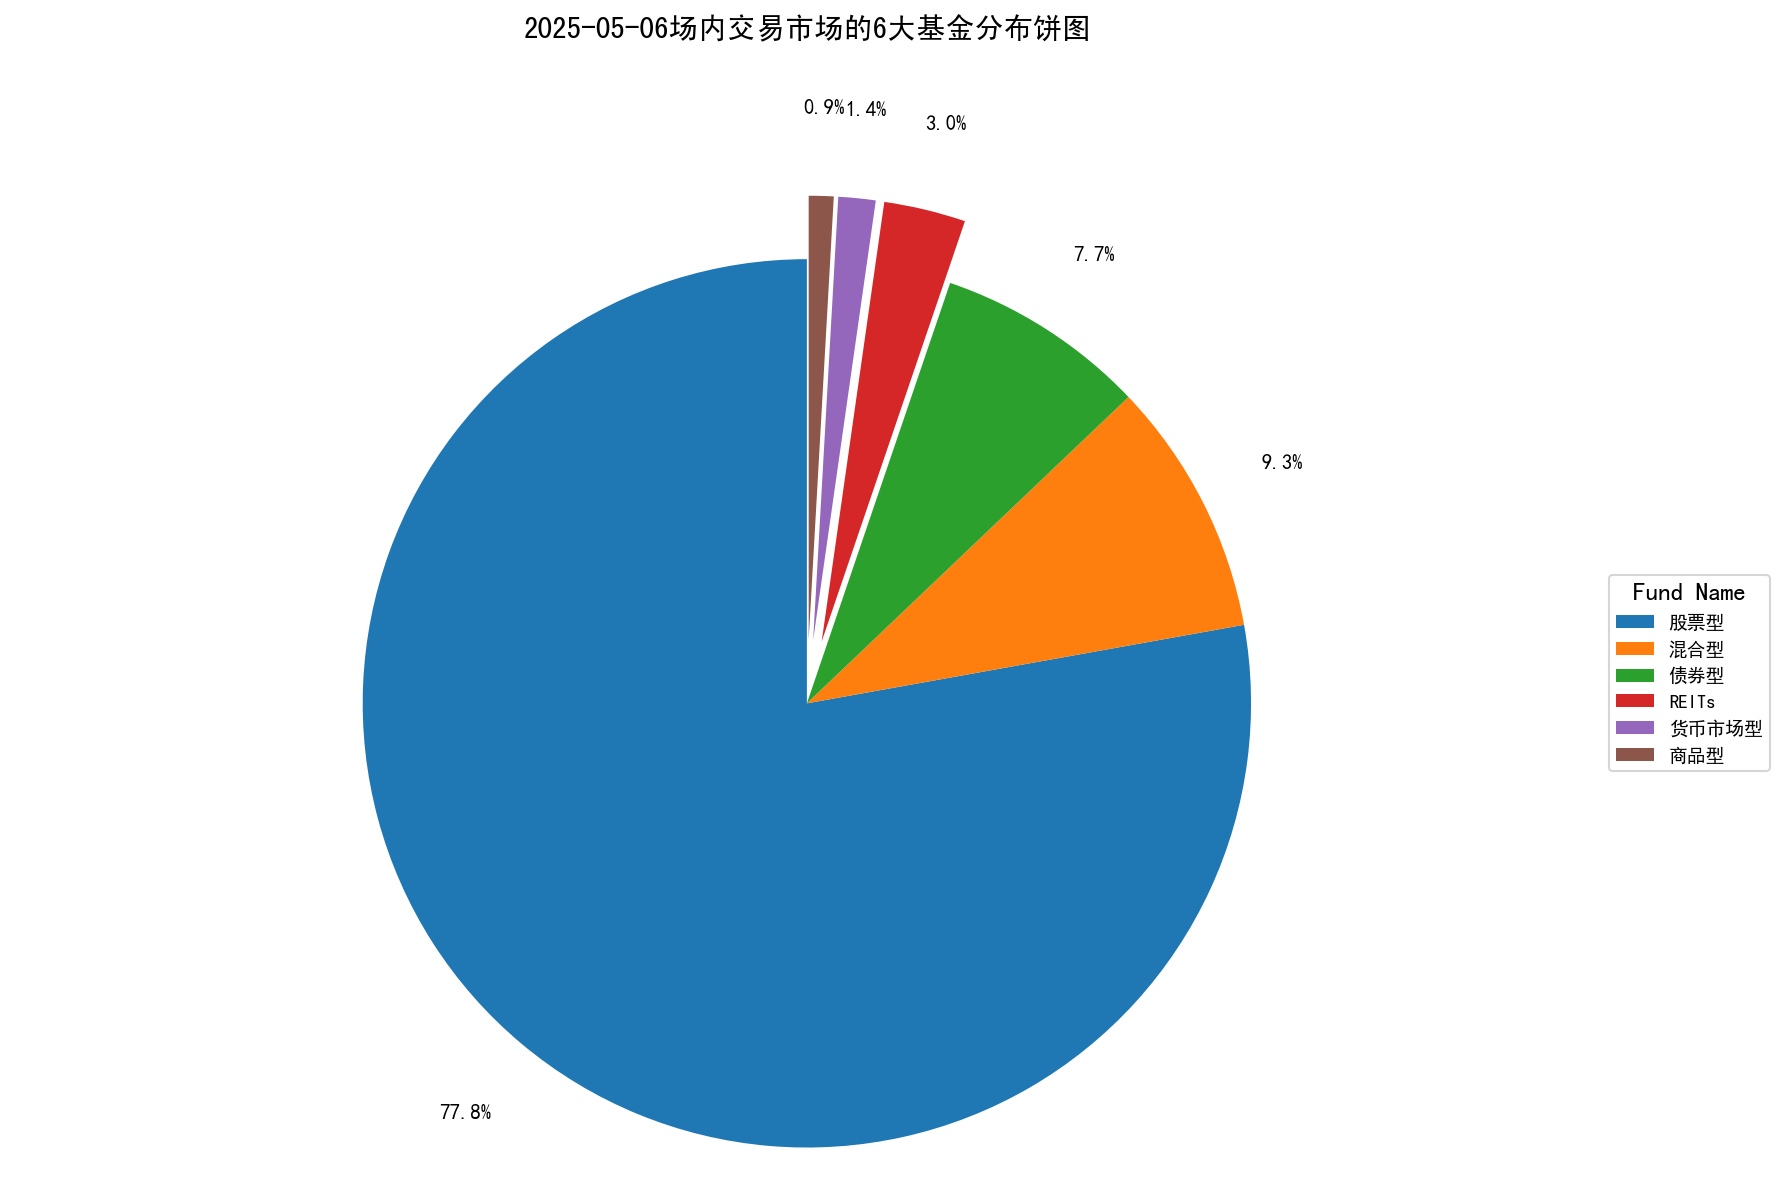 2025-05-06场内交易市场的6大基金分布饼图
0.9%
1.4%
3.0%
7.7%
9.3%
77.8%
Fund Name
股票型
混合型
债券型
REITs
货币市场型
商品型